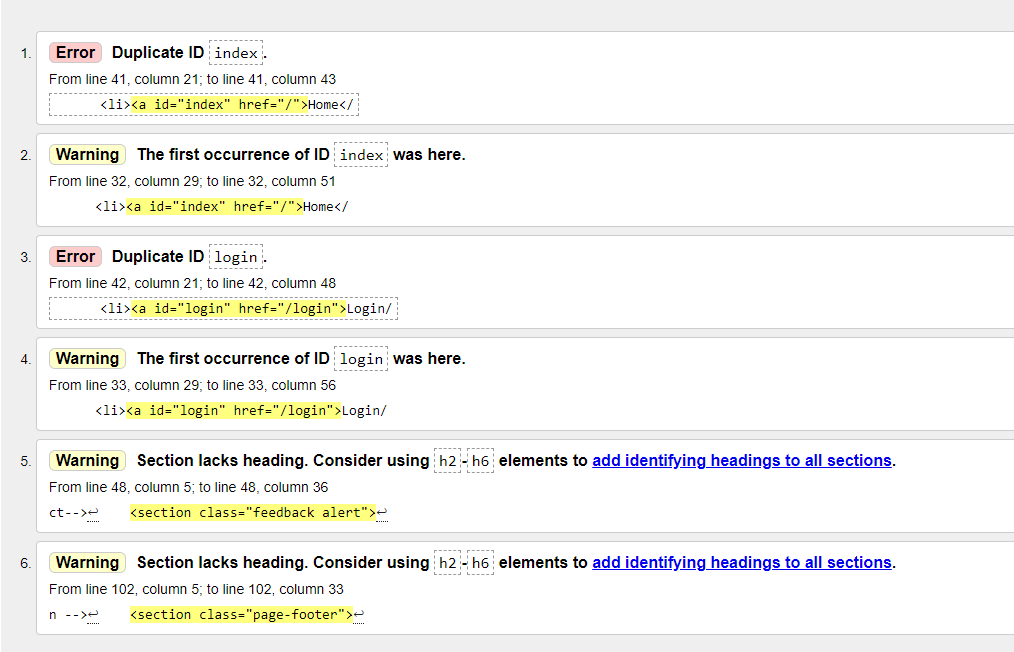 1. Error Duplicate ID index.
From line 41, column 21; to line 41, column 43
<li><a id="index" href="/">Home</
2. Warning The first occurrence of ID index was here.
From line 32, column 29; to line 32, column 51
<li><a id="index" href="/">Home</
3. Error Duplicate ID login.
From line 42, column 21; to line 42, column 48
<li><a id="login" href="/login">Login/
4. Warning The first occurrence of ID login was here.
From line 33, column 29; to line 33, column 56
<li><a id="login" href="/login">Login/
5. Warning Section lacks heading. Consider using h2-h6 elements to add identifying headings to all sections.
From line 48, column 5; to line 48, column 36
ct-->↩ <section class="feedback alert">↩
6. Warning Section lacks heading. Consider using h2-h6 elements to add identifying headings to all sections.
From line 102, column 5; to line 102, column 33
n -->↩ <section class="page-footer">↩